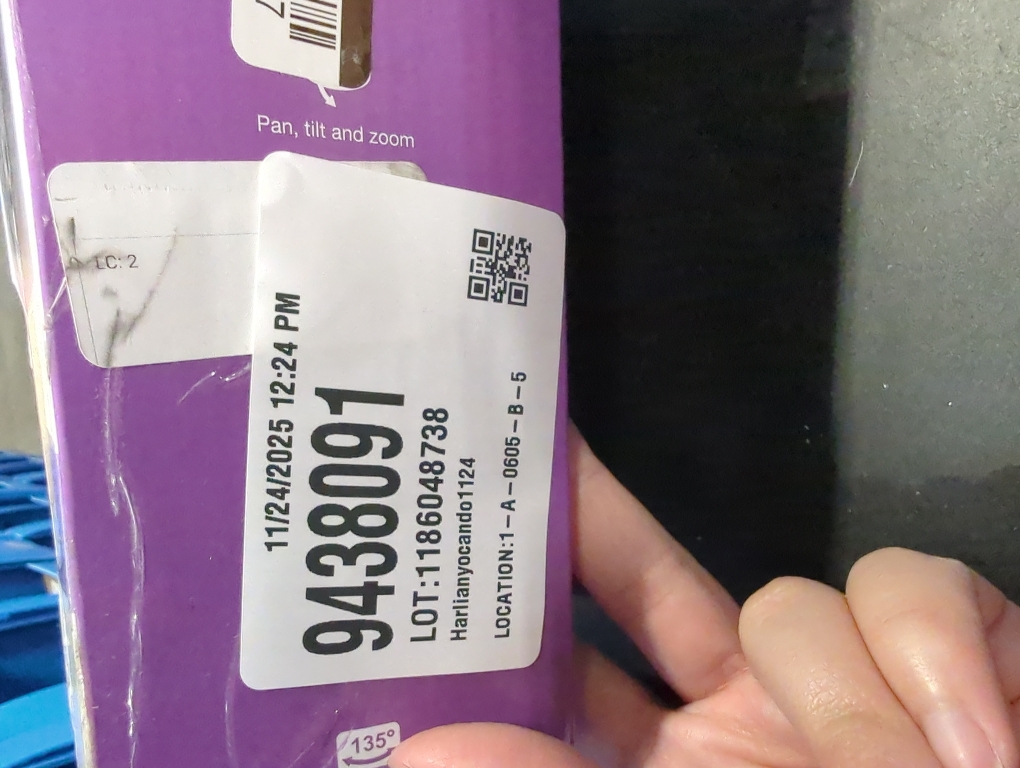 Pan, tilt and zoom
LC: 2
11/24/2025 12:24 PM
9438091
LOT:1186048738
Harlianyocando1124
LOCATION:1-A-0605-B-5
135°